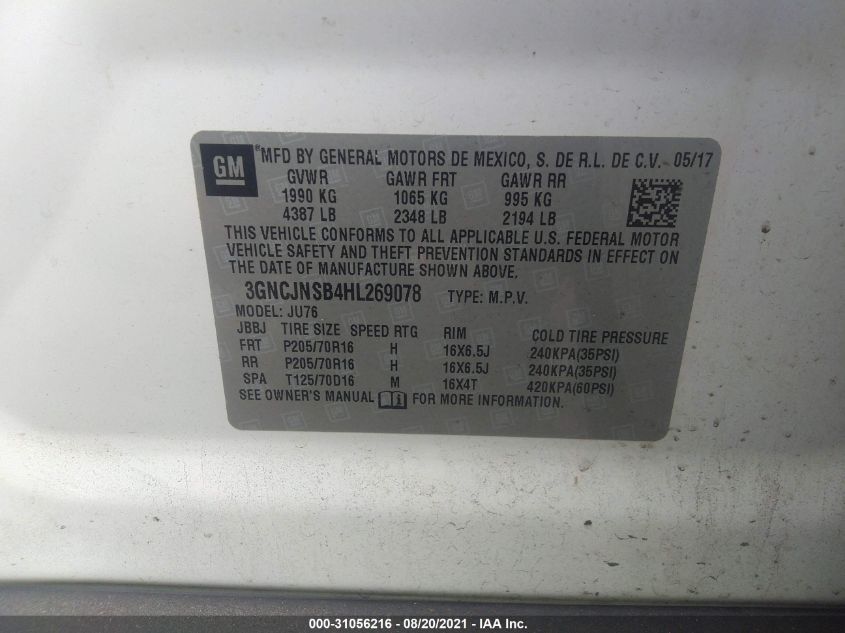 GM ®MFD BY GENERAL MOTORS DE MEXICO, S. DE R.L. DE C.V. 05/17
GVWR GAWR FRT GAWR RR
1990 KG 1065 KG 995 KG
4387 LB 2348 LB 2194 LB
THIS VEHICLE CONFORMS TO ALL APPLICABLE U.S. FEDERAL MOTOR
VEHICLE SAFETY AND THEFT PREVENTION STANDARDS IN EFFECT ON
THE DATE OF MANUFACTURE SHOWN ABOVE.
3GNCJNSB4HL269078 TYPE: M.P.V.
MODEL: JU76
JBBJ TIRE SIZE SPEED RTG RIM COLD TIRE PRESSURE
FRT P205/70R16 H 16X6.5J 240KPA(35PSI)
RR P205/70R16 H 16X6.5J 240KPA(35PSI)
SPA T125/70D16 M 16X4T 420KPA(60PSI)
SEE OWNER'S MANUAL FOR MORE INFORMATION.
000-31056216 - 08/20/2021 - IAA Inc.